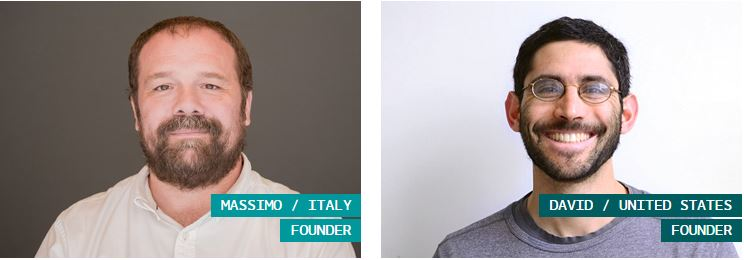 MASSIMO / ITALY
FOUNDER
DAVID / UNITED STATES
FOUNDER